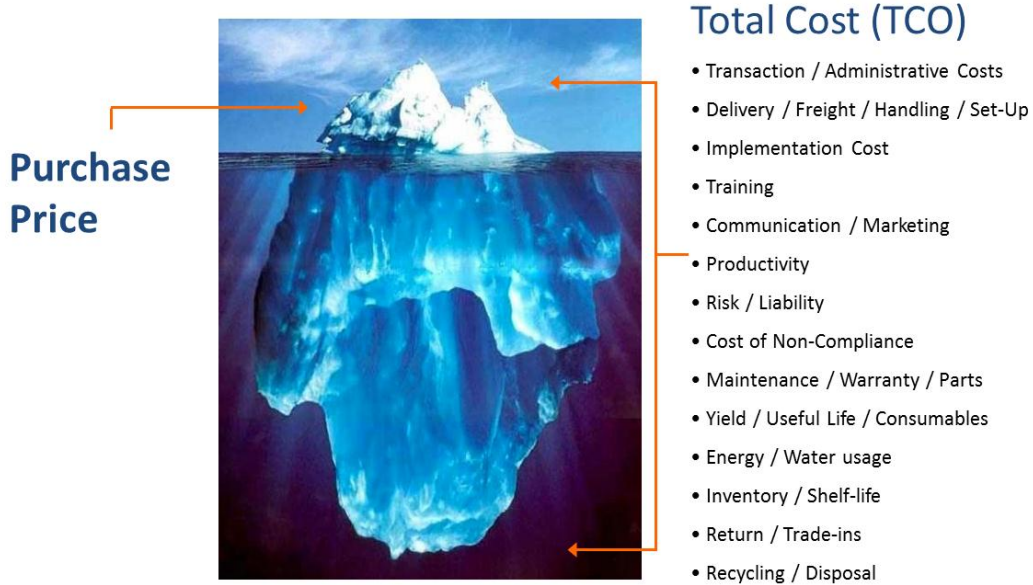 Total Cost (TCO)
Purchase
Price
• Transaction / Administrative Costs
• Delivery / Freight / Handling / Set-Up
• Implementation Cost
• Training
• Communication / Marketing
• Productivity
• Risk / Liability
• Cost of Non-Compliance
• Maintenance / Warranty / Parts
• Yield / Useful Life / Consumables
• Energy / Water usage
• Inventory / Shelf-life
• Return / Trade-ins
• Recycling / Disposal